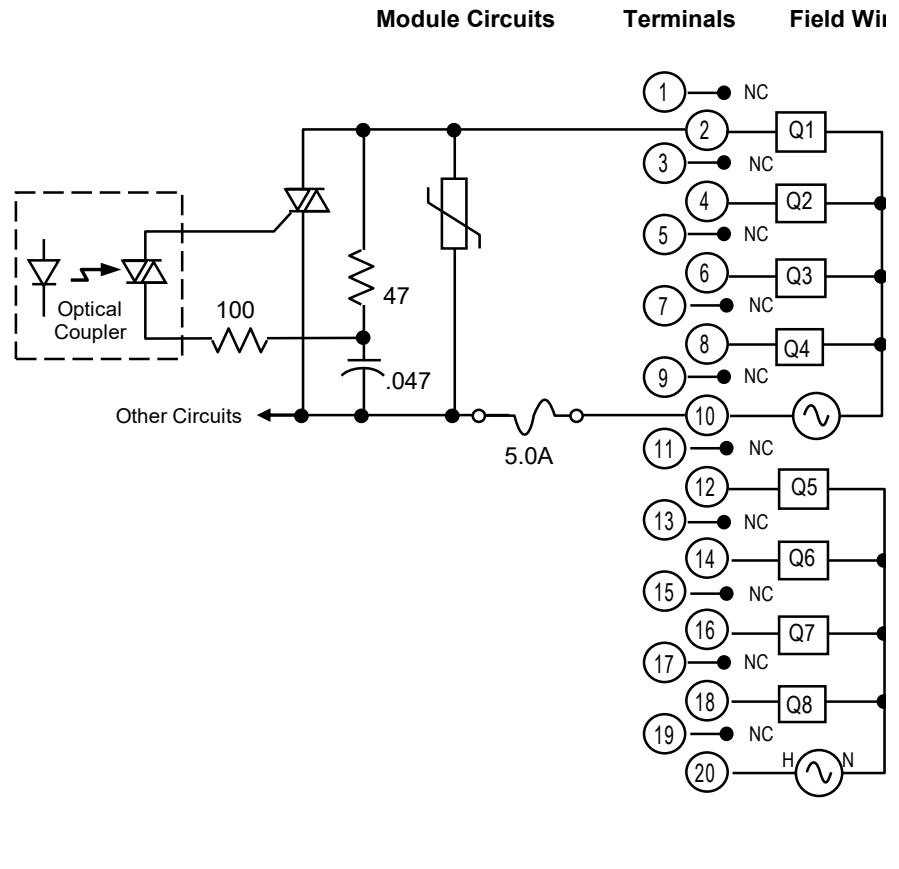 Module Circuits Terminals Field Wi
1 NC
2 Q1
3 NC
4 Q2
5 NC
6 Q3
7 NC
8 Q4
9 NC
10
11 NC
12 Q5
13 NC
14 Q6
15 NC
16 Q7
17 NC
18 Q8
19 NC
20 H N
Optical
Coupler
100
47
.047
Other Circuits
5.0A